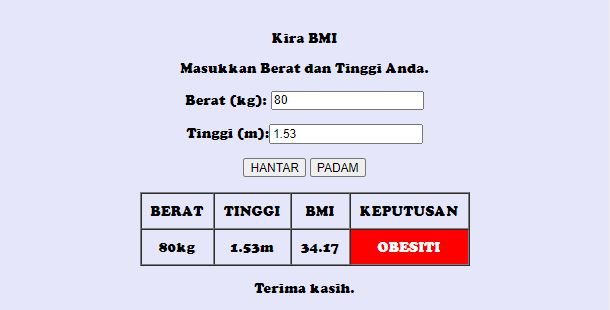 Kira BMI
Masukkan Berat dan Tinggi Anda.
Berat (kg): 80
Tinggi (m): 1.53
HANTAR PADAM
BERAT TINGGI BMI KEPUTUSAN
80kg 1.53m 34.17 OBESITI
Terima kasih.